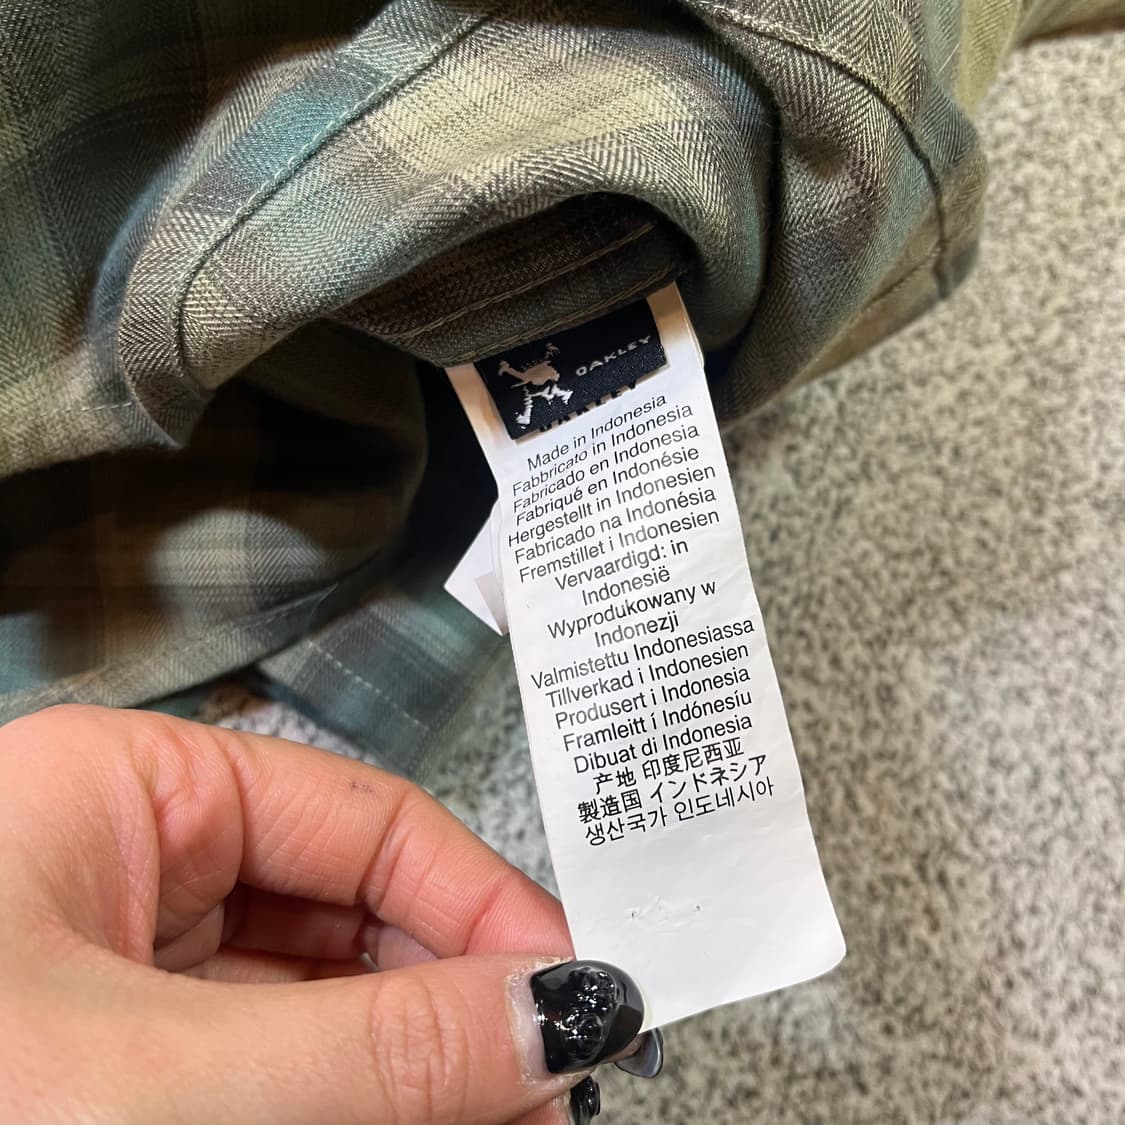 OAKLEY
Made in Indonesia
Fabbricato in Indonesia
Fabricado en Indonesia
Fabriqué en Indonésie
Hergestellt in Indonesien
Fabricado na Indonésia
Fremstillet i Indonesien
Vervaardigd: in
Indonesië
Wyprodukowany w
Indonezji
Valmistettu Indonesiassa
Tillverkad i Indonesien
Produsert i Indonesia
Framleitt í Indónesíu
Dibuat di Indonesia
产地 印度尼西亚
製造国 インドネシア
생산국가 인도네시아